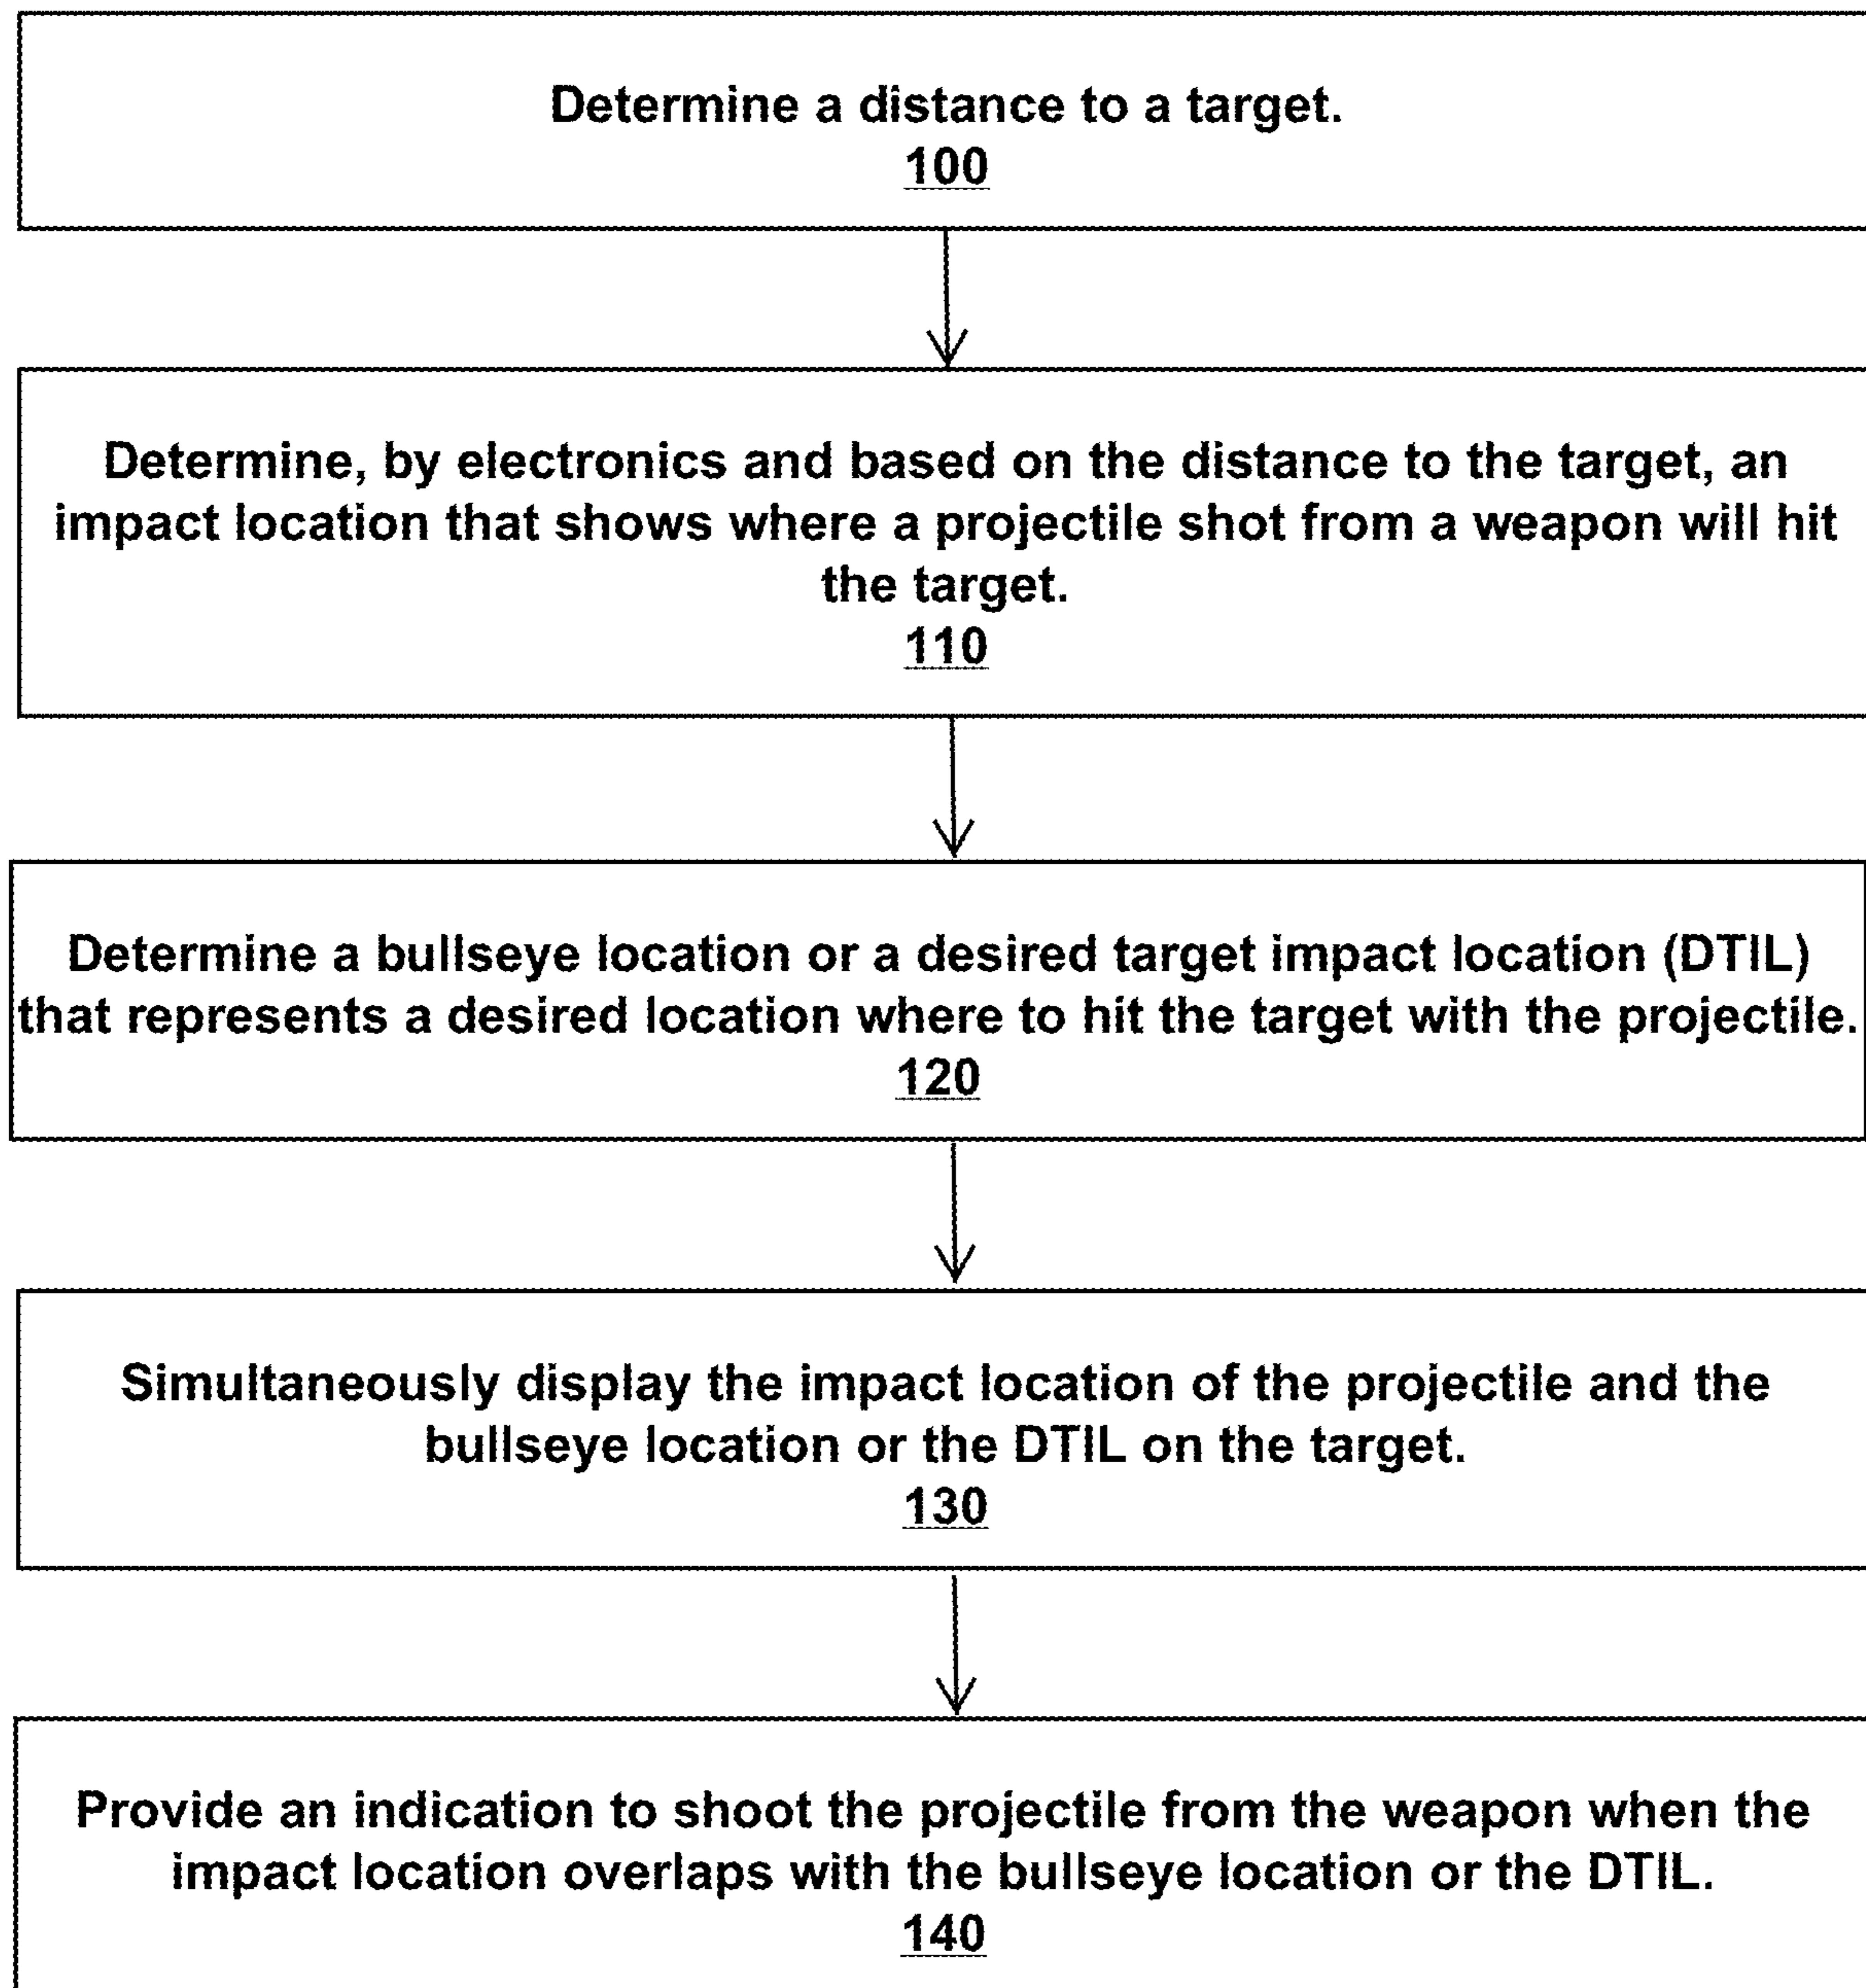 Determine a distance to a target.
100
Determine, by electronics and based on the distance to the target, an
impact location that shows where a projectile shot from a weapon will hit
the target.
110
Determine a bullseye location or a desired target impact location (DTIL)
that represents a desired location where to hit the target with the projectile.
120
Simultaneously display the impact location of the projectile and the
bullseye location or the DTIL on the target.
130
Provide an indication to shoot the projectile from the weapon when the
impact location overlaps with the bullseye location or the DTIL.
140